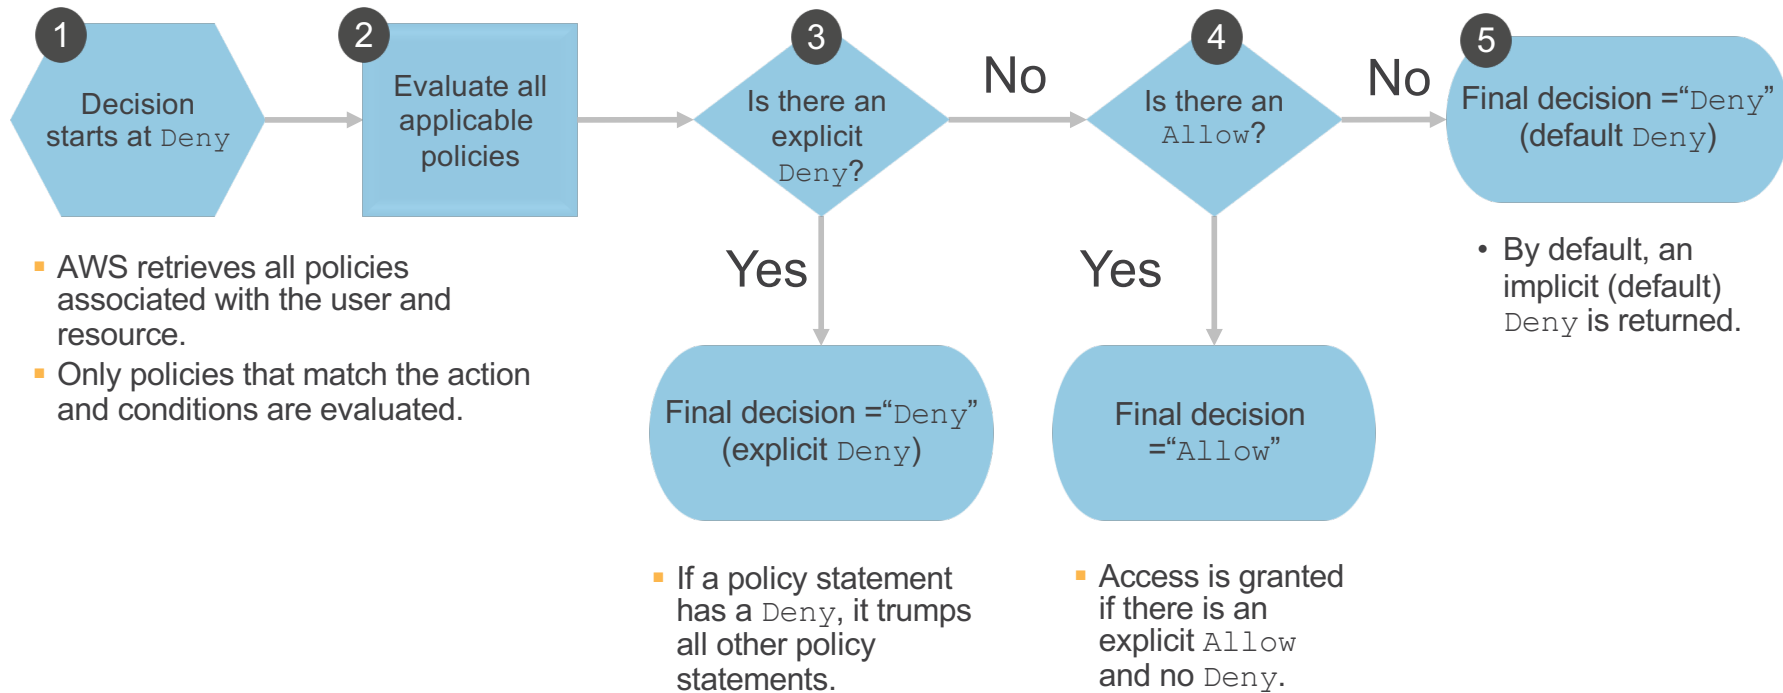 1
Decision
starts at Deny
2
Evaluate all
applicable
policies
3
Is there an
explicit
Deny?
No
4
Is there an
Allow?
No
5
Final decision =“Deny”
(default Deny)
▪ AWS retrieves all policies
associated with the user and
resource.
▪ Only policies that match the action
and conditions are evaluated.
Yes
Final decision =“Deny”
(explicit Deny)
▪ If a policy statement
has a Deny, it trumps
all other policy
statements.
Yes
Final decision
=“Allow”
▪ Access is granted
if there is an
explicit Allow
and no Deny.
• By default, an
implicit (default)
Deny is returned.